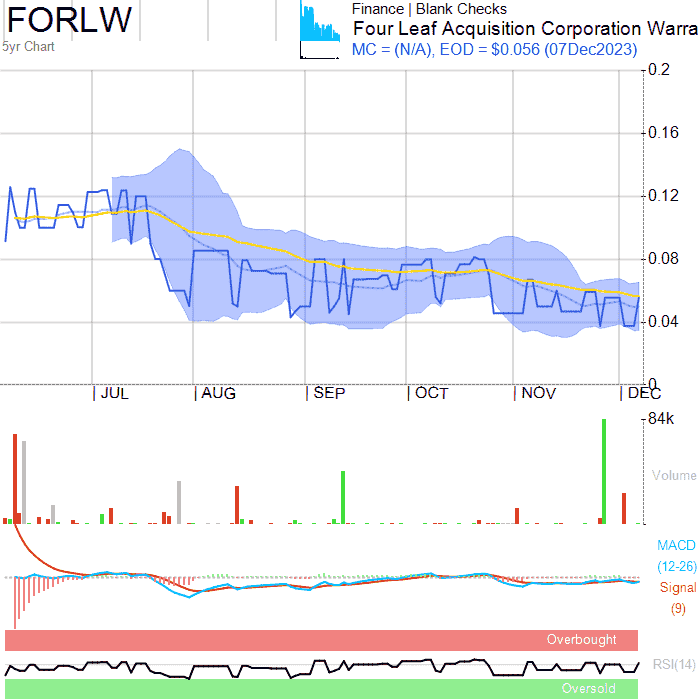 FORLW
5yr Chart
Finance | Blank Checks
Four Leaf Acquisition Corporation Warra
MC = (N/A), EOD = $0.056 (07Dec2023)
0.2
0.16
0.12
0.08
0.04
0
JUL AUG SEP OCT NOV DEC
84k
Volume
MACD
(12-26)
Signal
(9)
Overbought
RSI(14)
Oversold